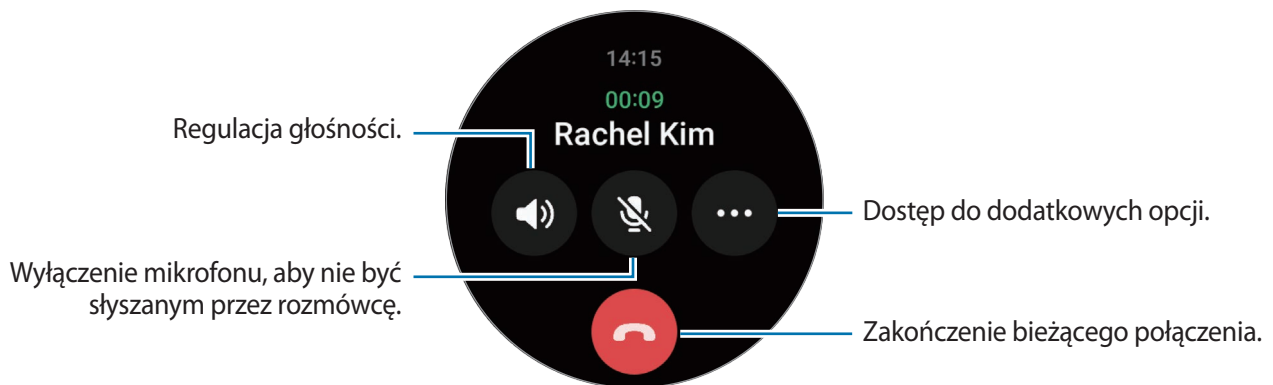 14:15
00:09
Rachel Kim
Regulacja głośności.
Dostęp do dodatkowych opcji.
Wyłączenie mikrofonu, aby nie być
słyszanym przez rozmówcę.
Zakończenie bieżącego połączenia.